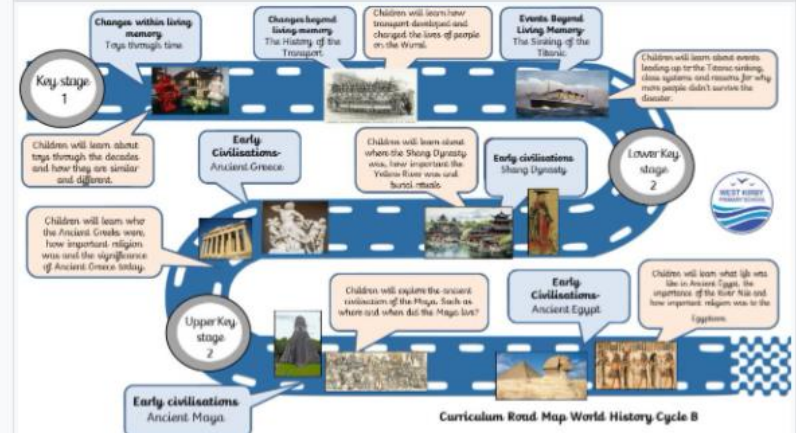 Changes within living
memory
Toys through time
Changes beyond
living memory-
The History of the
Transport
Children will learn how
transport developed and
changed the lives of people
on the Wirral.
Events Beyond
Living Memory-
The Sinking of the
Titanic
Children will learn about events
leading up to the Titanic sinking,
class systems and reasons for why
more people didn't survive the
disaster.
Key stage
1
Children will learn about
toys through the decades
and how they are similar
and different.
Early
Civilisations-
Ancient Greece
Children will learn about
where the Shang Dynasty
was, how important the
Yellow River was and
burial rituals.
Early civilisations
Shang Dynasty
Lower Key
stage
2
WEST KIRBY
PRIMARY SCHOOL
Children will learn who
the Ancient Greeks were,
how important religion
was and the significance
of Ancient Greece today.
Upper Key
stage
2
Children will explore the ancient
civilisation of the Maya. Such as
where and when did the Maya live?
Early
Civilisations-
Ancient Egypt
Children will learn what life was
like in Ancient Egypt, the
importance of the River Nile and
how important religion was to the
Egyptians.
Early civilisations
Ancient Maya
Curriculum Road Map World History Cycle B